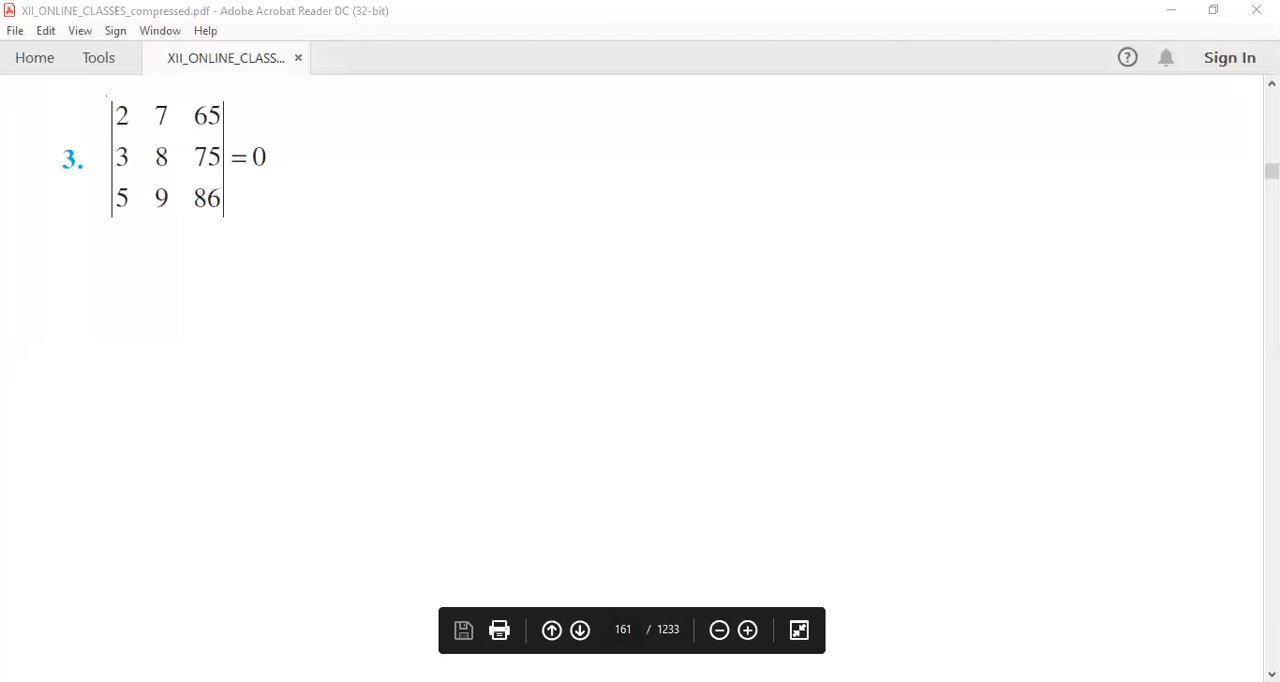 XII_ONLINE_CLASSES_compressed.pdf - Adobe Acrobat Reader DC (32-bit)
File Edit View Sign Window Help
Home Tools XII_ONLINE_CLASS... × Sign In
2 7 65
3. 3 8 75 = 0
5 9 86
161 / 1233